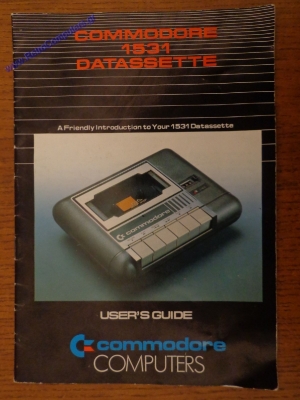 COMMODORE
1531
DATASSETTE
A Friendly Introduction to Your 1531 Datassette
commodore
USER'S GUIDE
commodore
COMPUTERS